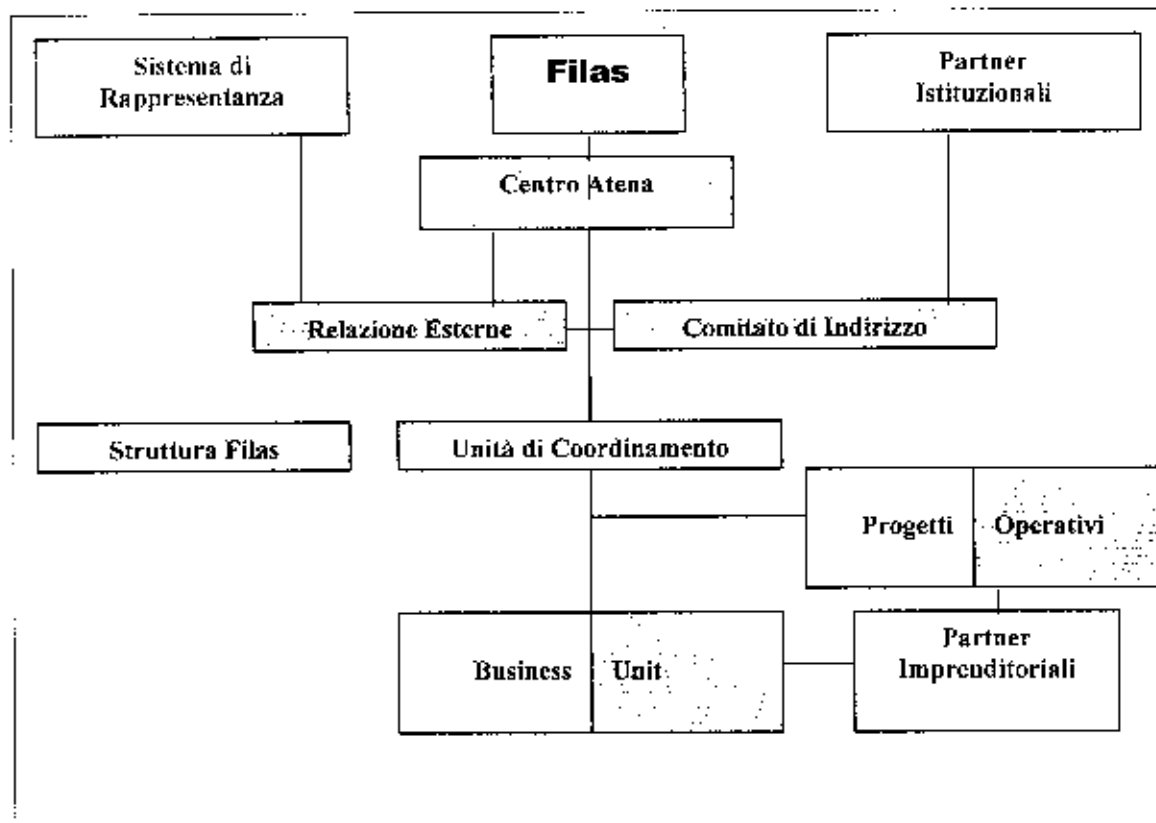 Sistema di
Rappresentanza
Filas
Partner
Istituzionali
Centro Atena
Relazione Esterne
Comitato di Indirizzo
Struttura Filas
Unità di Coordinamento
Progetti Operativi
Business Unit
Partner
Imprenditoriali